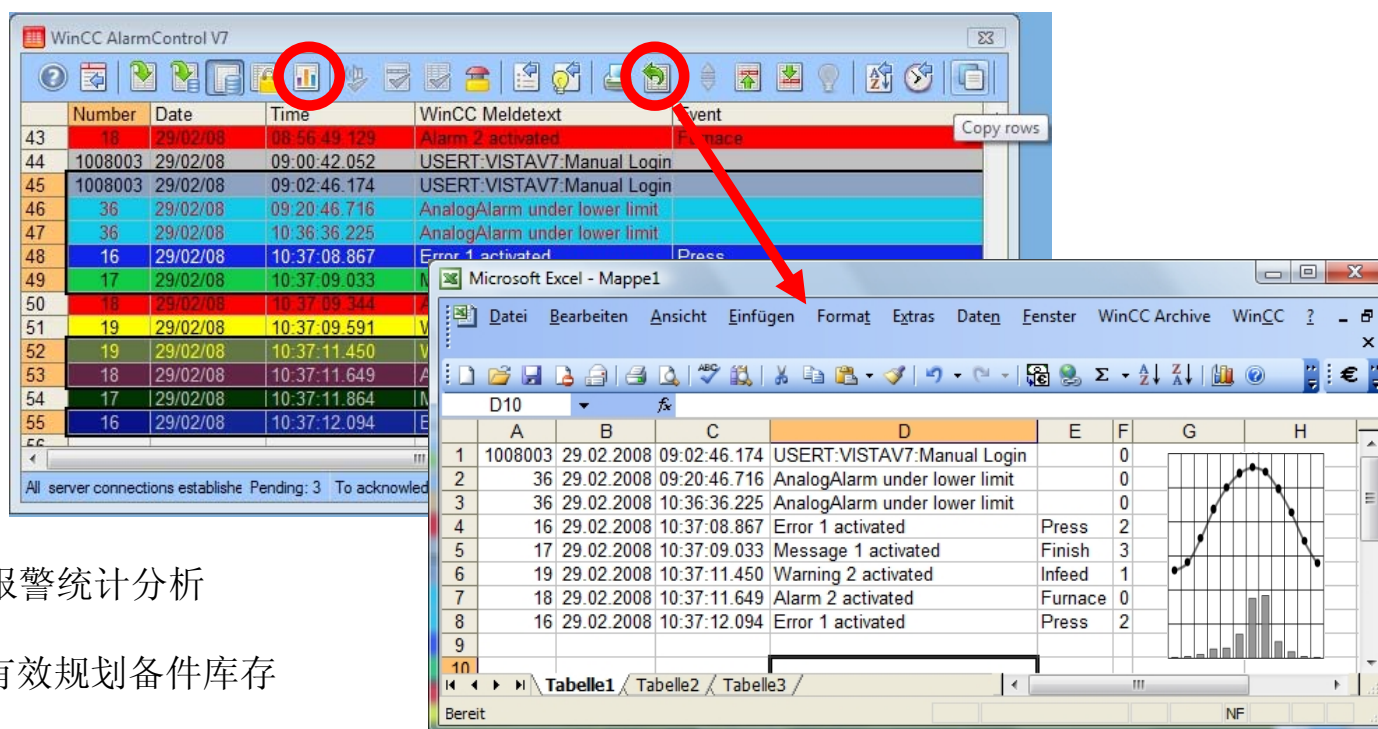 WinCC AlarmControl V7
Number Date Time WinCC Meldetext Event
Copy rows
43 18 29/02/08 08:56:49.129 Alarm 2 activated Furnace
44 1008003 29/02/08 09:00:42.052 USERT:VISTAV7:Manual Login
45 1008003 29/02/08 09:02:46.174 USERT:VISTAV7:Manual Login
46 36 29/02/08 09:20:46.716 AnalogAlarm under lower limit
47 36 29/02/08 10:36:36.225 AnalogAlarm under lower limit
48 16 29/02/08 10:37:08.867 Error 1 activated Press
49 17 29/02/08 10:37:09.033
50 18 29/02/08 10:37:09.344
51 19 29/02/08 10:37:09.591
52 19 29/02/08 10:37:11.450
53 18 29/02/08 10:37:11.649
54 17 29/02/08 10:37:11.864
55 16 29/02/08 10:37:12.094
All server connections establishe Pending: 3 To acknowled
Microsoft Excel - Mappe1
Datei Bearbeiten Ansicht Einfügen Format Extras Daten Fenster WinCC Archive WinCC ?
D10 fx
A B C D E F G H
1 1008003 29.02.2008 09:02:46.174 USERT:VISTAV7:Manual Login 0
2 36 29.02.2008 09:20:46.716 AnalogAlarm under lower limit 0
3 36 29.02.2008 10:36:36.225 AnalogAlarm under lower limit 0
4 16 29.02.2008 10:37:08.867 Error 1 activated Press 2
5 17 29.02.2008 10:37:09.033 Message 1 activated Finish 3
6 19 29.02.2008 10:37:11.450 Warning 2 activated Infeed 1
7 18 29.02.2008 10:37:11.649 Alarm 2 activated Furnace 0
8 16 29.02.2008 10:37:12.094 Error 1 activated Press 2
9
10
Tabelle1 Tabelle2 Tabelle3
Bereit NF
报警统计分析
有效规划备件库存